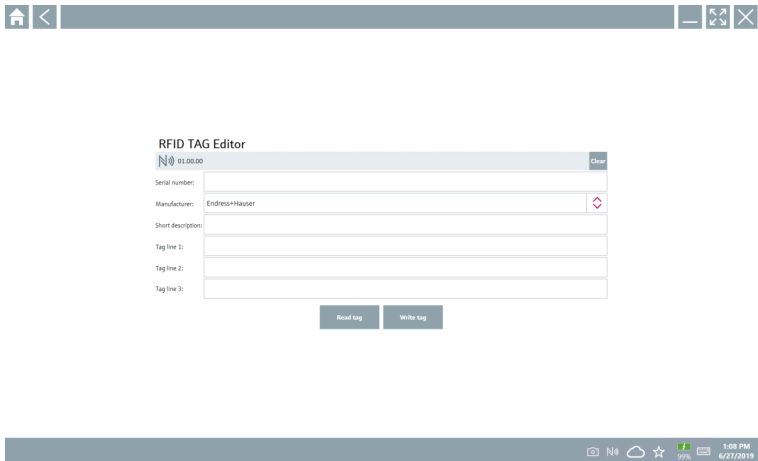 RFID TAG Editor
01.00.00 Clear
Serial number:
Manufacturer: Endress+Hauser
Short description:
Tag line 1:
Tag line 2:
Tag line 3:
Read tag Write tag
99% 1:08 PM
6/27/2019